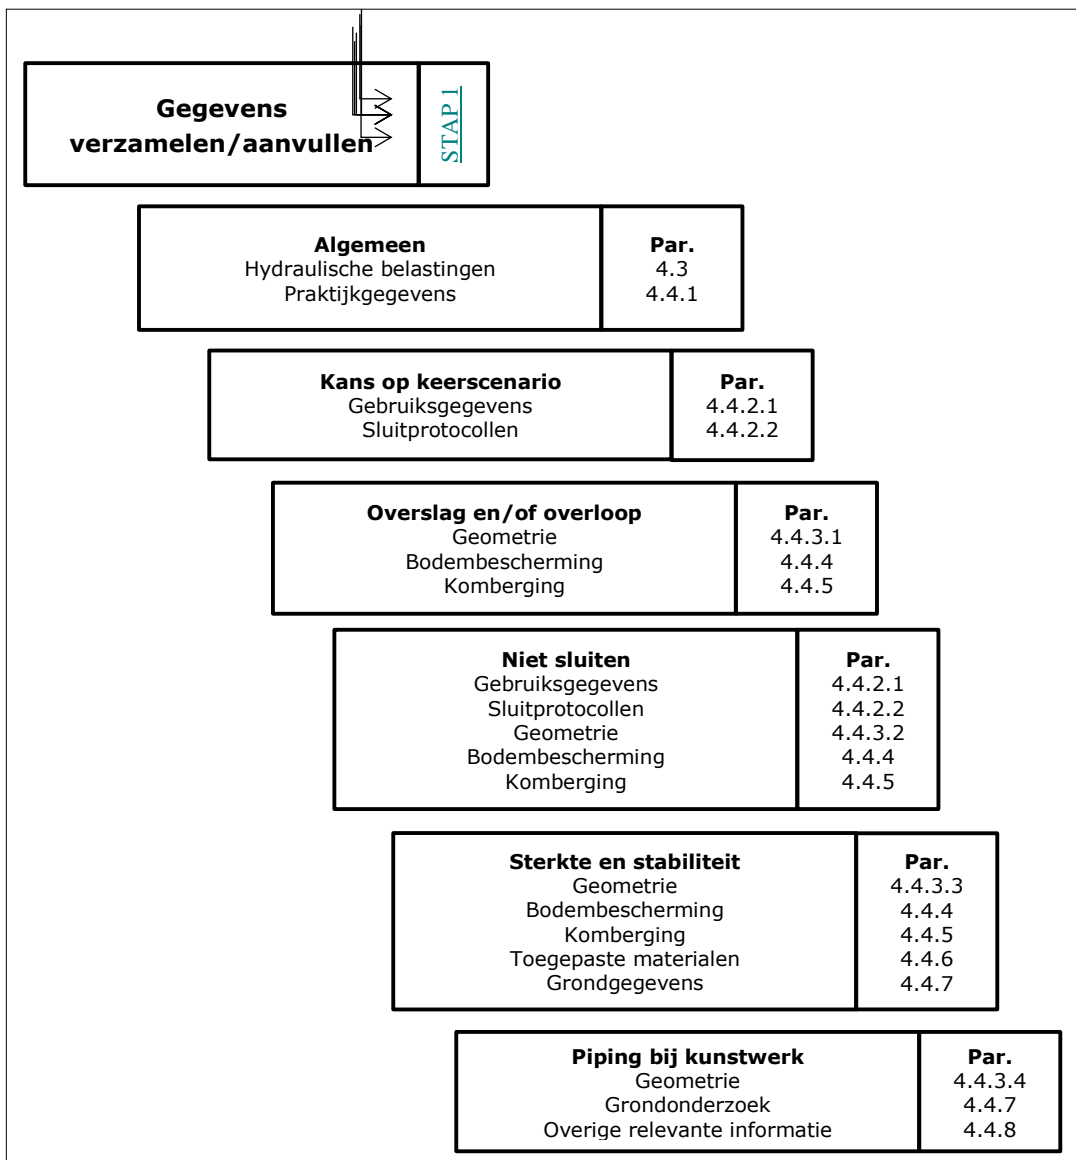 Gegevens
verzamelen/aanvullen
STAP 1
Algemeen Par.
Hydraulische belastingen 4.3
Praktijkgegevens 4.4.1
Kans op keerscenario Par.
Gebruiksgegevens 4.4.2.1
Sluitprotocollen 4.4.2.2
Overslag en/of overloop Par.
Geometrie 4.4.3.1
Bodembescherming 4.4.4
Komberging 4.4.5
Niet sluiten Par.
Gebruiksgegevens 4.4.2.1
Sluitprotocollen 4.4.2.2
Geometrie 4.4.3.2
Bodembescherming 4.4.4
Komberging 4.4.5
Sterkte en stabiliteit Par.
Geometrie 4.4.3.3
Bodembescherming 4.4.4
Komberging 4.4.5
Toegepaste materialen 4.4.6
Grondgegevens 4.4.7
Piping bij kunstwerk Par.
Geometrie 4.4.3.4
Grondonderzoek 4.4.7
Overige relevante informatie 4.4.8